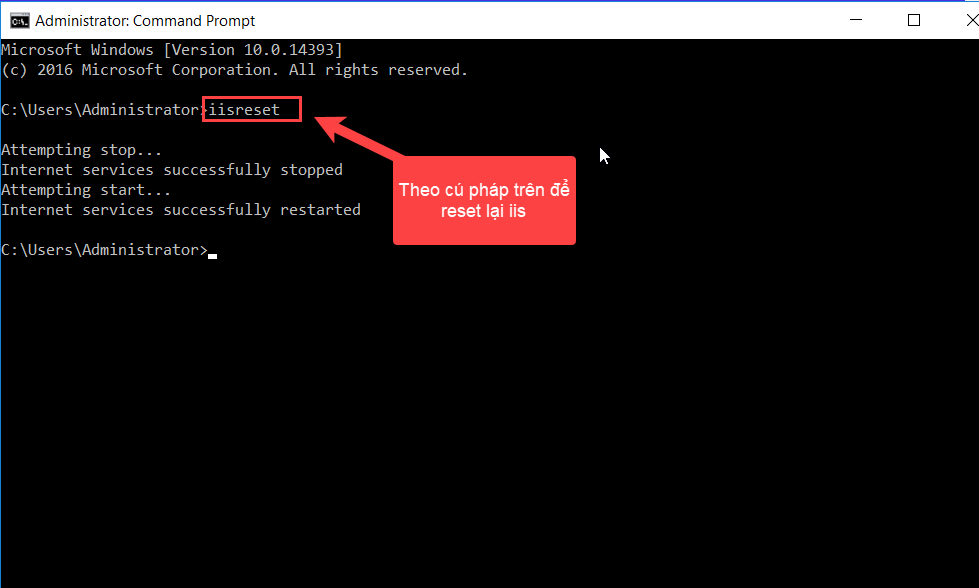 Administrator: Command Prompt
Microsoft Windows [Version 10.0.14393]
(c) 2016 Microsoft Corporation. All rights reserved.
C:\Users\Administrator>iisreset
Attempting stop...
Internet services successfully stopped
Attempting start...
Internet services successfully restarted
C:\Users\Administrator>
Theo cú pháp trên để
reset lại iis